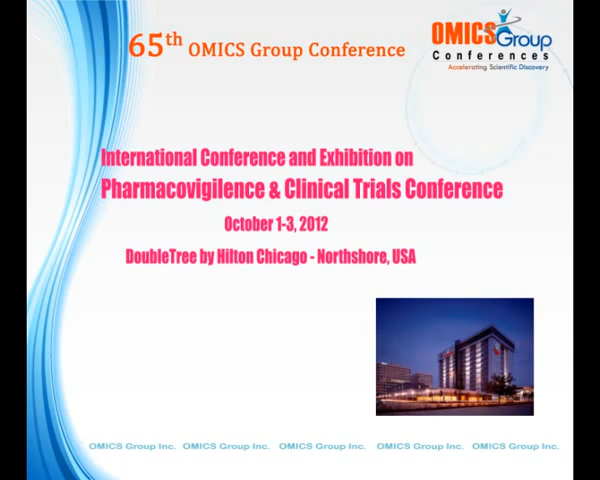 65th OMICS Group Conference
OMICS Group
Conferences
Accelerating Scientific Discovery
International Conference and Exhibition on
Pharmacovigilence & Clinical Trials Conference
October 1-3, 2012
DoubleTree by Hilton Chicago - Northshore, USA
OMICS Group Inc. OMICS Group Inc. OMICS Group Inc. OMICS Group Inc. OMICS Group Inc.